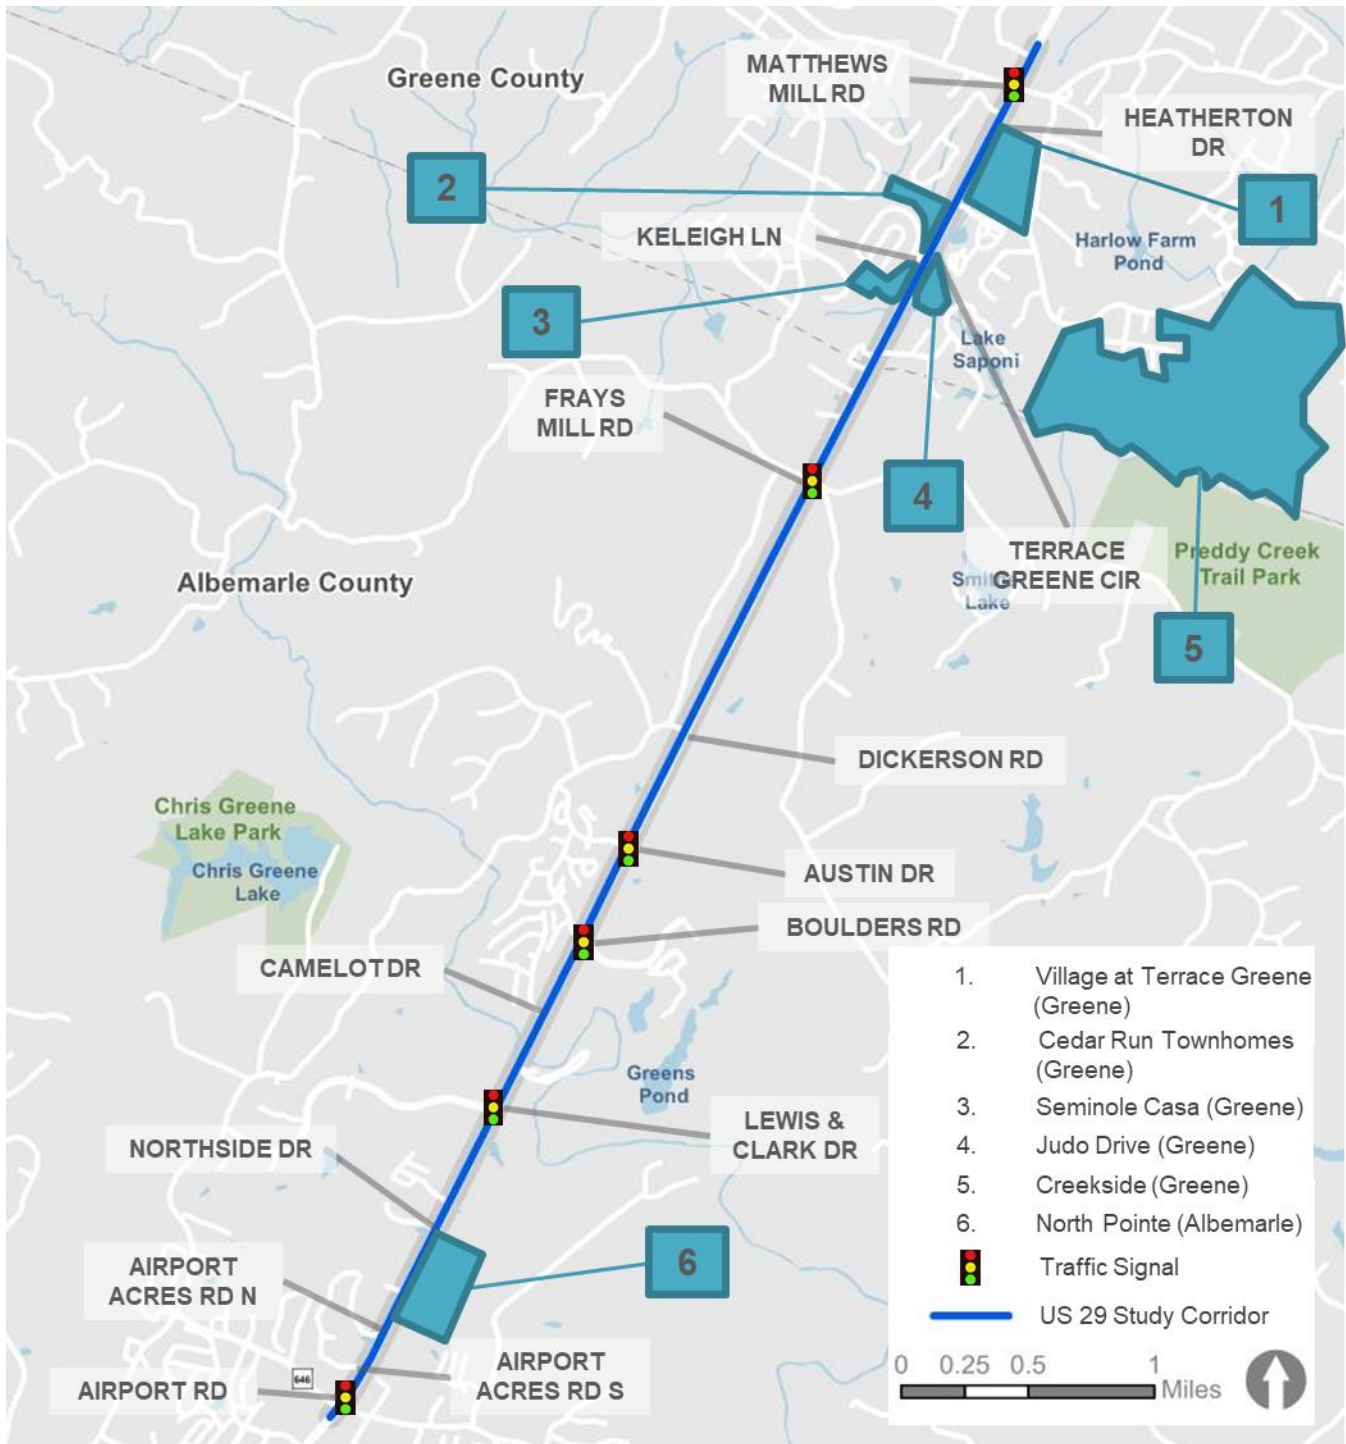 MATTHEWS
MILL RD
Greene County
HEATHERTON
DR
2
1
KELEIGH LN
Harlow Farm
Pond
3
Lake
Saponi
FRAYS
MILL RD
4
TERRACE
GREENE CIR
Preddy Creek
Trail Park
Albemarle County
Lake
5
DICKERSON RD
Chris Greene
Lake Park
Chris Greene
Lake
AUSTIN DR
BOULDERS RD
CAMELOT DR
Greens
Pond
LEWIS &
CLARK DR
NORTHSIDE DR
6
AIRPORT
ACRES RD N
AIRPORT
ACRES RD S
646
AIRPORT RD
1. Village at Terrace Greene
(Greene)
2. Cedar Run Townhomes
(Greene)
3. Seminole Casa (Greene)
4. Judo Drive (Greene)
5. Creekside (Greene)
6. North Pointe (Albemarle)
Traffic Signal
US 29 Study Corridor
0 0.25 0.5 1
Miles